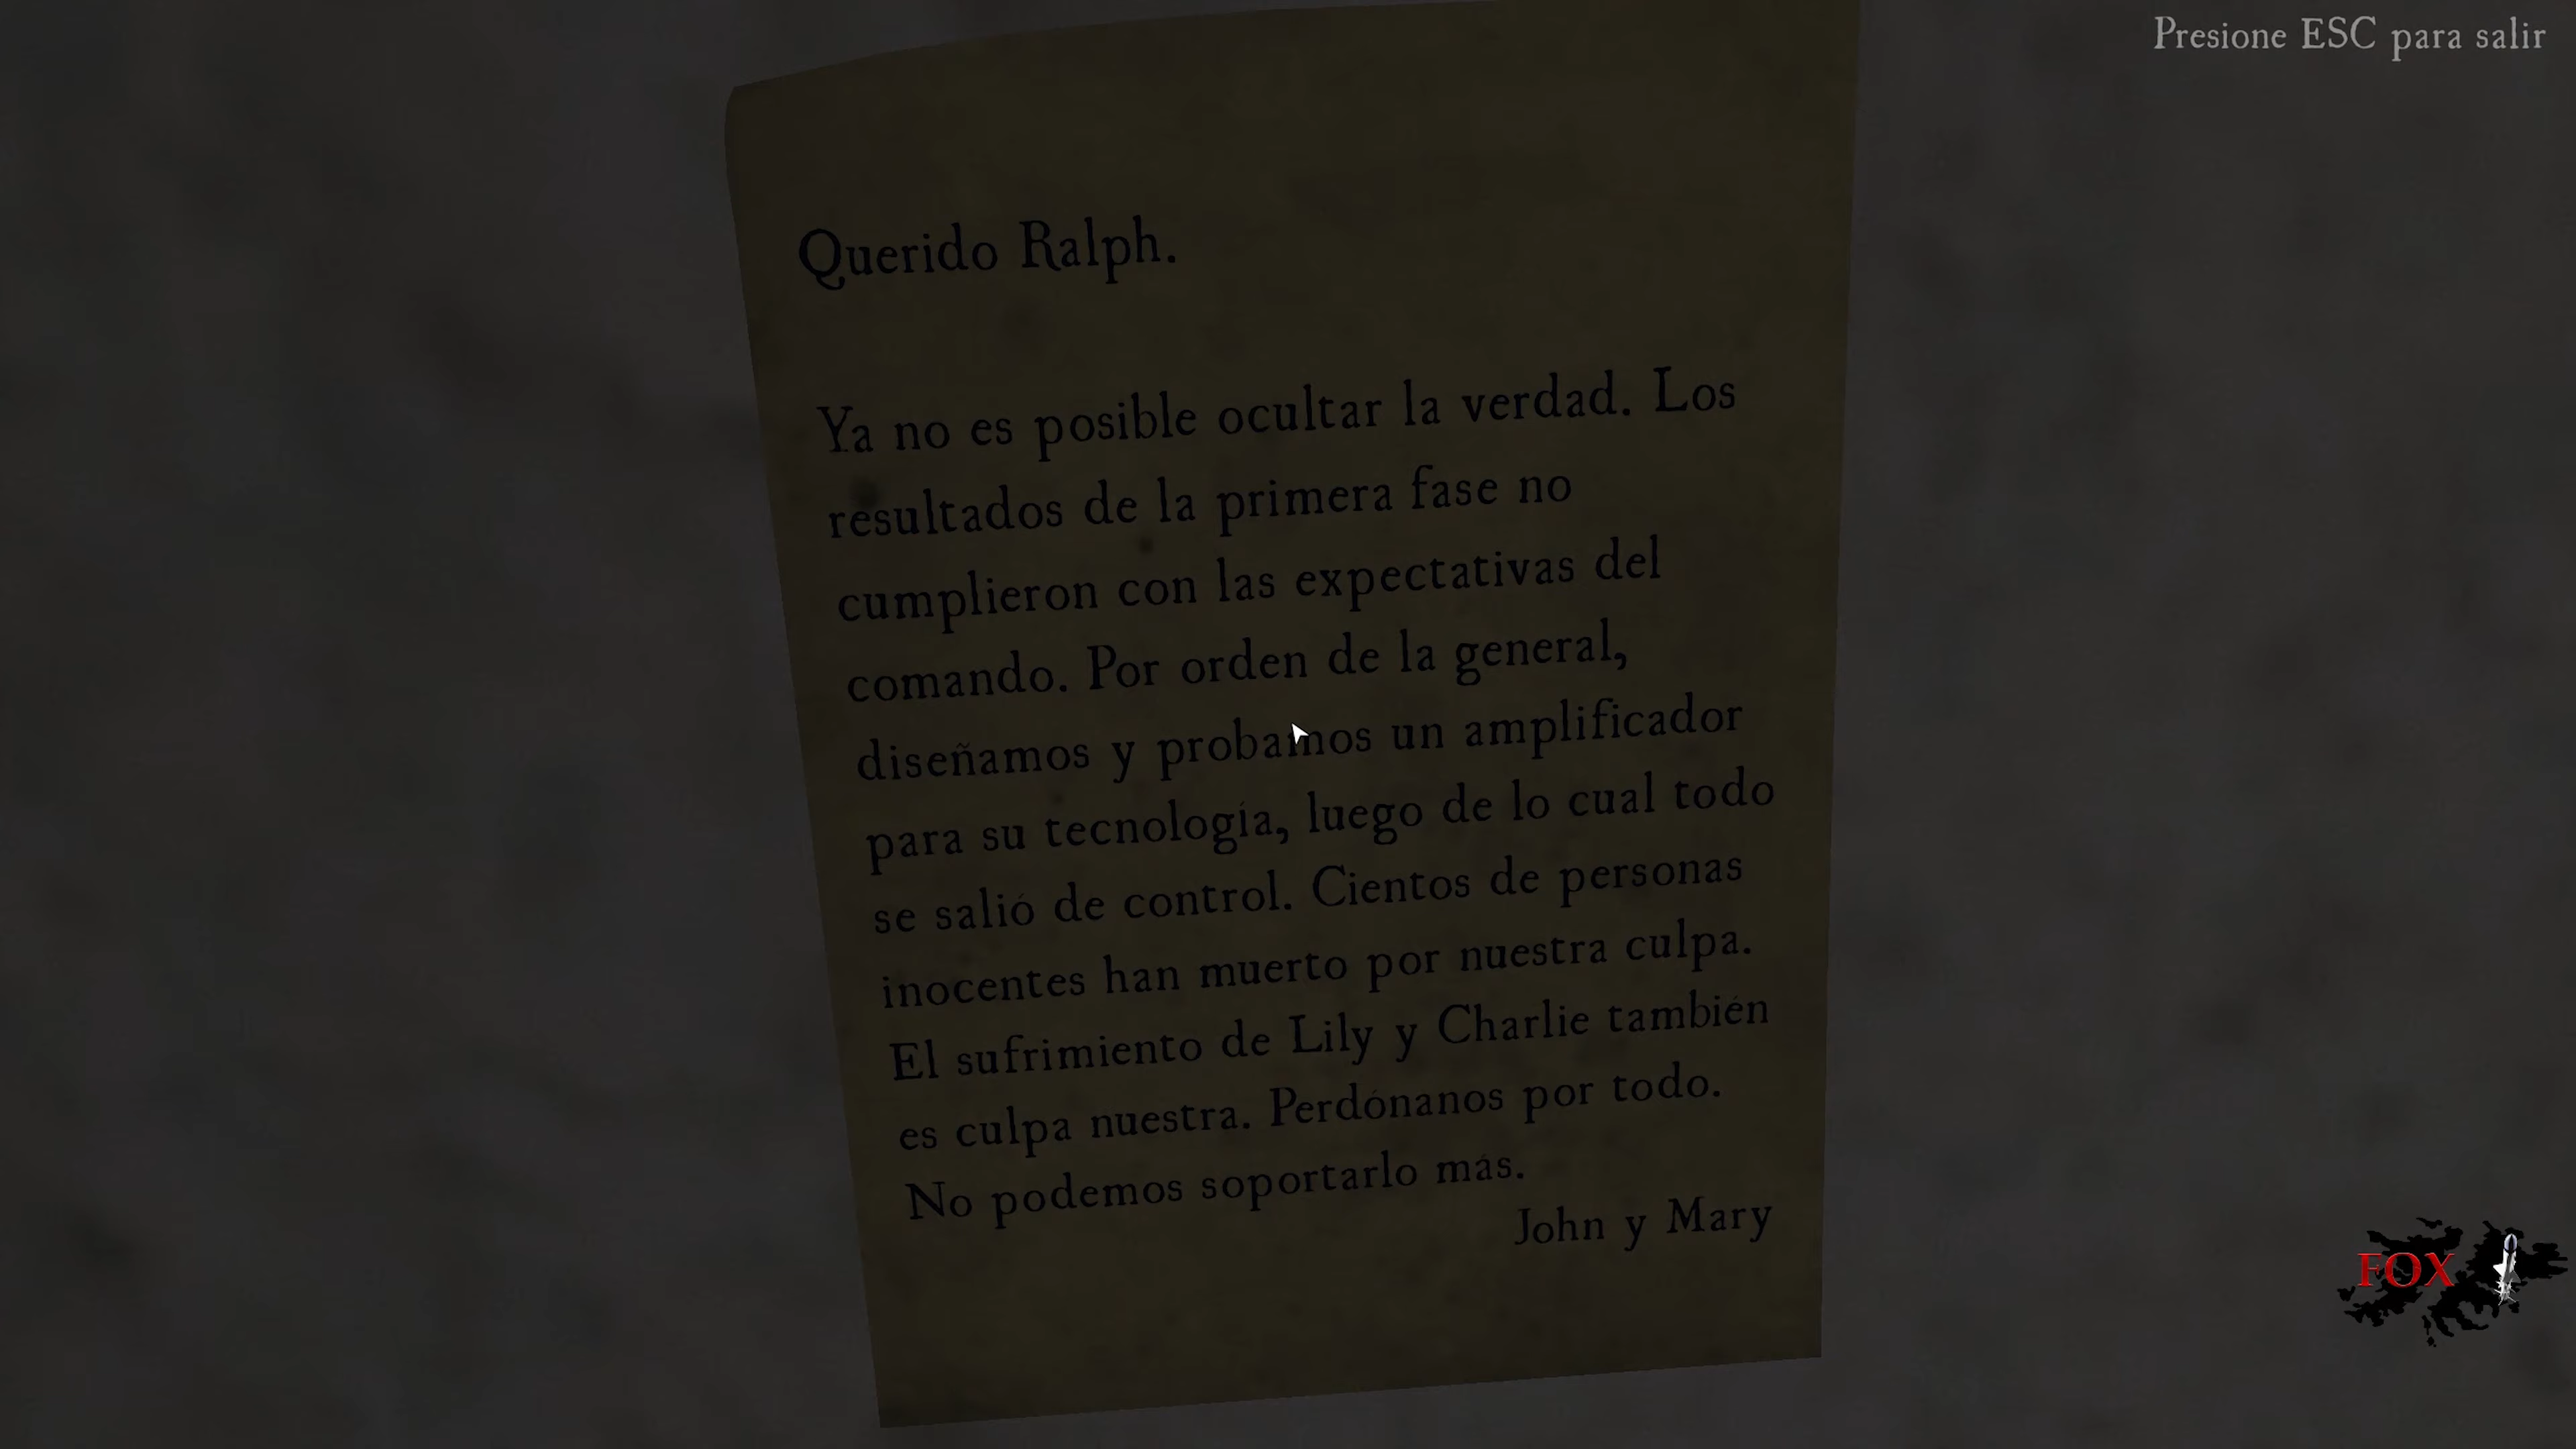 Presione ESC para salir
Querido Ralph.
Ya no es posible ocultar la verdad. Los
resultados de la primera fase no
cumplieron con las expectativas del
comando. Por orden de la general,
diseñamos y probamos un amplificador
para su tecnología, luego de lo cual todo
se salió de control. Cientos de personas
inocentes han muerto por nuestra culpa.
El sufrimiento de Lily y Charlie también
es culpa nuestra. Perdónanos por todo.
No podemos soportarlo más.
John y Mary
FOX